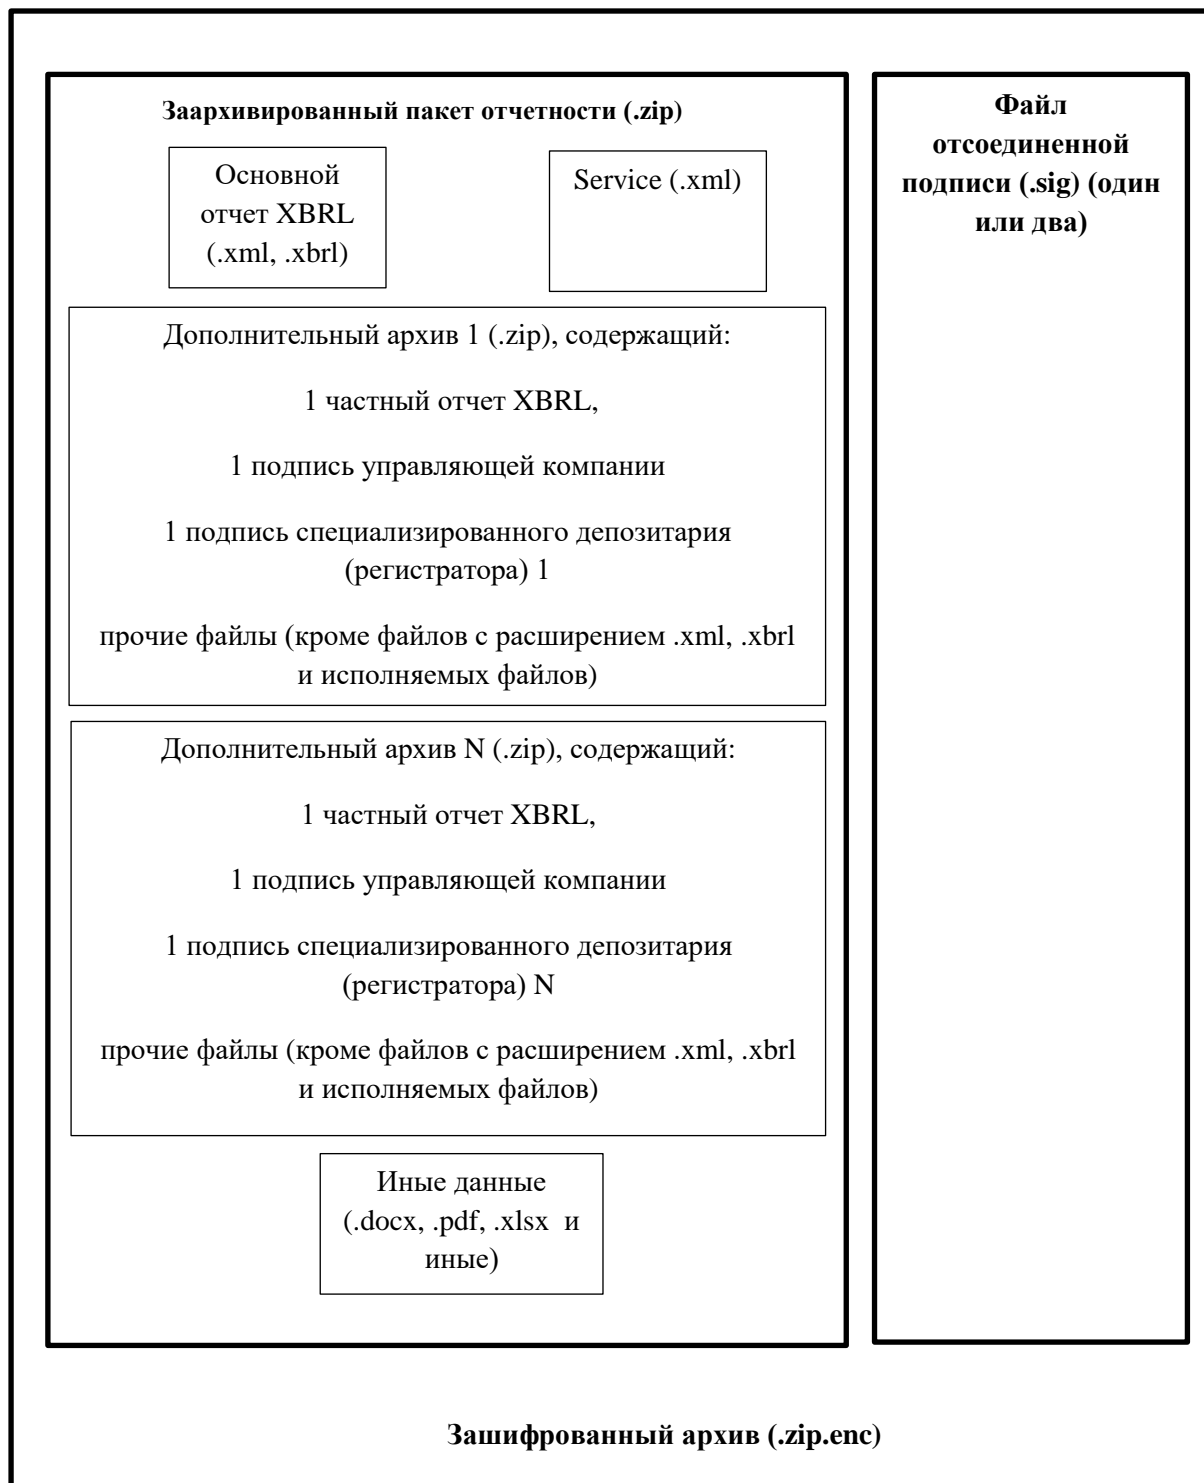 Заархивированный пакет отчетности (.zip)
Основной
отчет XBRL
(.xml, .xbrl)
Service (.xml)
Дополнительный архив 1 (.zip), содержащий:
1 частный отчет XBRL,
1 подпись управляющей компании
1 подпись специализированного депозитария
(регистратора) 1
прочие файлы (кроме файлов с расширением .xml, .xbrl
и исполняемых файлов)
Дополнительный архив N (.zip), содержащий:
1 частный отчет XBRL,
1 подпись управляющей компании
1 подпись специализированного депозитария
(регистратора) N
прочие файлы (кроме файлов с расширением .xml, .xbrl
и исполняемых файлов)
Иные данные
(.docx, .pdf, .xlsx и
иные)
Файл
отсоединенной
подписи (.sig) (один
или два)
Зашифрованный архив (.zip.enc)